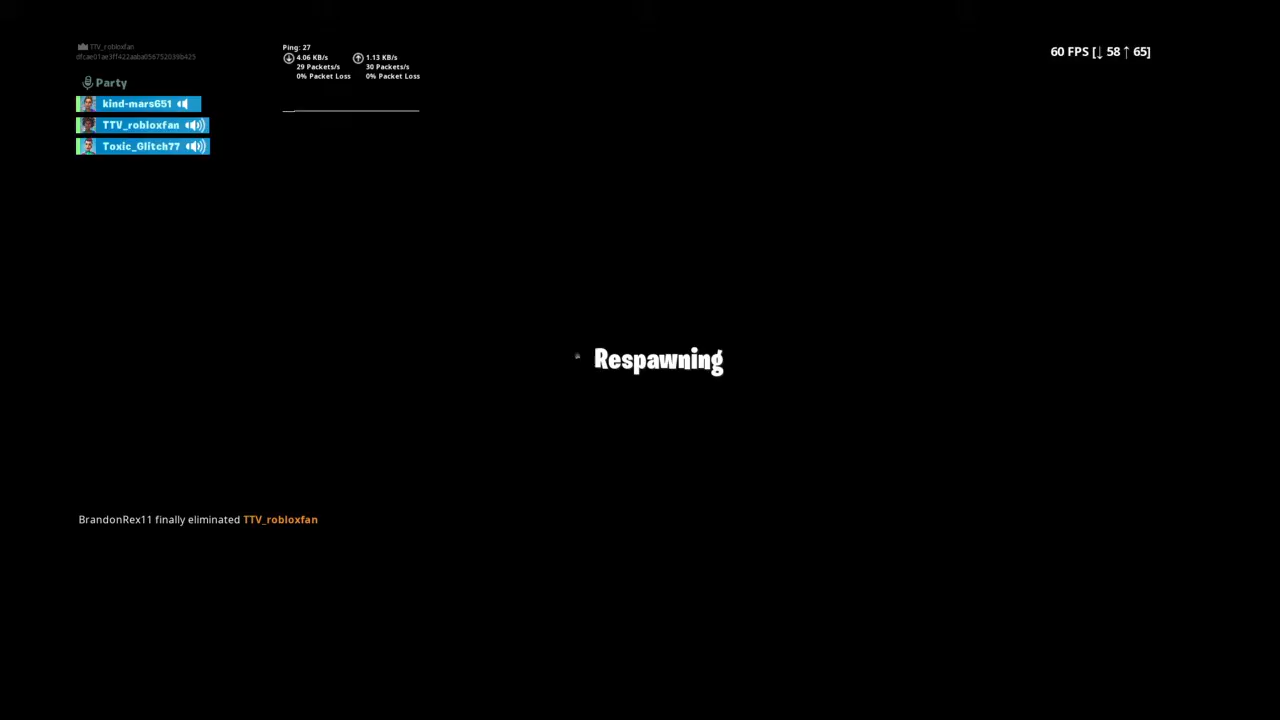 TTV_robloxfan
Ping: 27
4.06 KB/s
1.13 KB/s
29 Packets/s
30 Packets/s
0% Packet Loss
0% Packet Loss
60 FPS [↓ 58 ↑ 65]
Party
kind-mars651
TTV_robloxfan
Toxic_Glitch77
Respawning
BrandonRex11 finally eliminated TTV_robloxfan